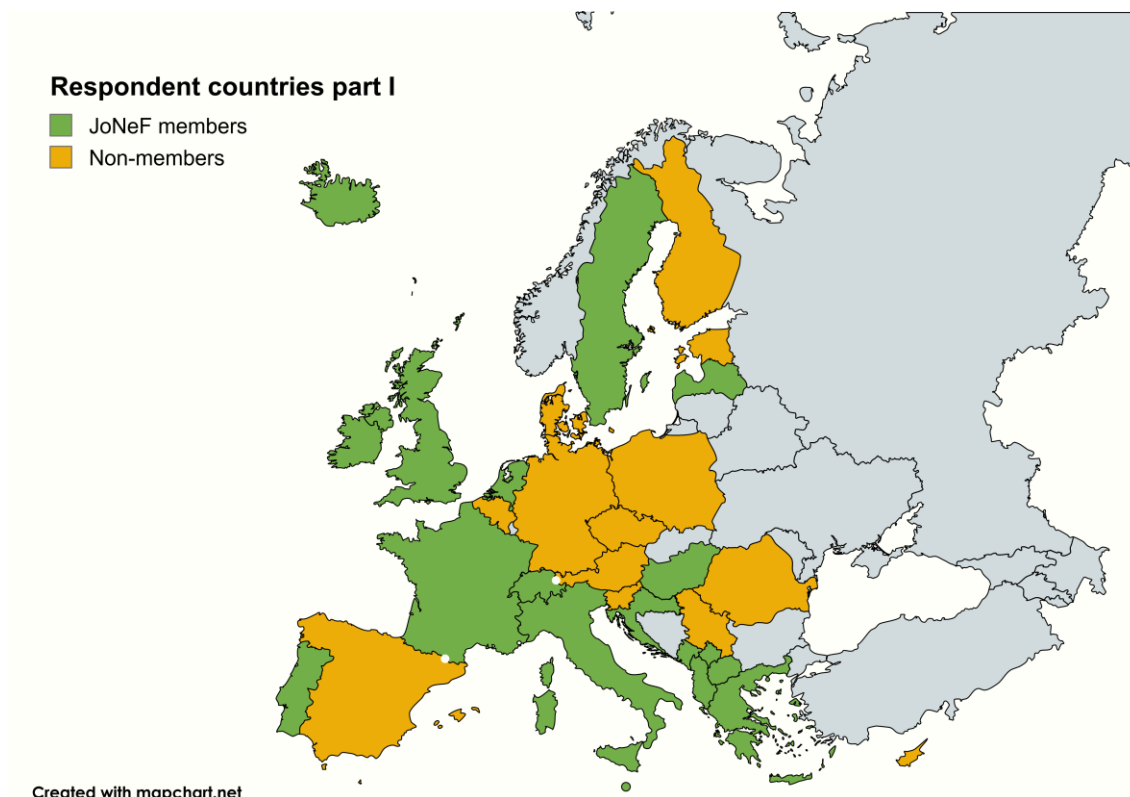 Respondent countries part I
JoNeF members
Non-members
Created with mapchart.net